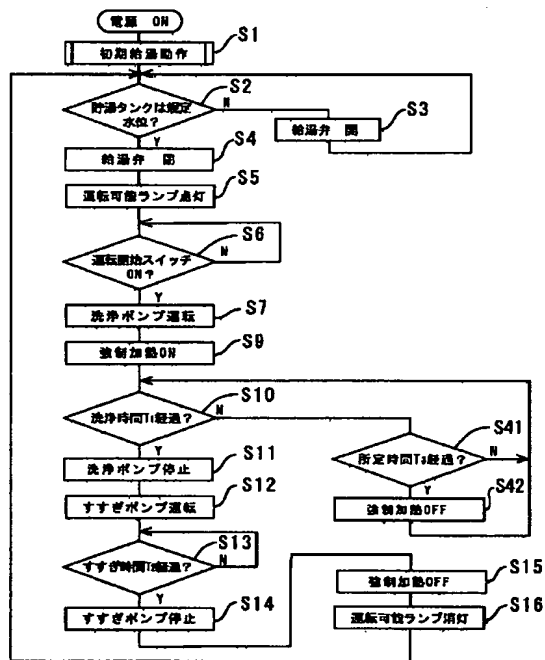 電源 ON
S1
初期給湯動作
S2
貯湯タンクは規定
水位?
N
S3
給湯弁 開
Y
S4
給湯弁 閉
S5
運転可能ランプ点灯
S6
運転開始スイッチ
ON?
N
Y
S7
洗浄ポンプ運転
S9
強制加熱ON
S10
洗浄時間T₁経過?
N
S41
所定時間T₃経過?
N
Y
S11
洗浄ポンプ停止
Y
S42
強制加熱OFF
S12
すすぎポンプ運転
S13
すすぎ時間T₂経過?
N
Y
S14
すすぎポンプ停止
S15
強制加熱OFF
S16
運転可能ランプ消灯